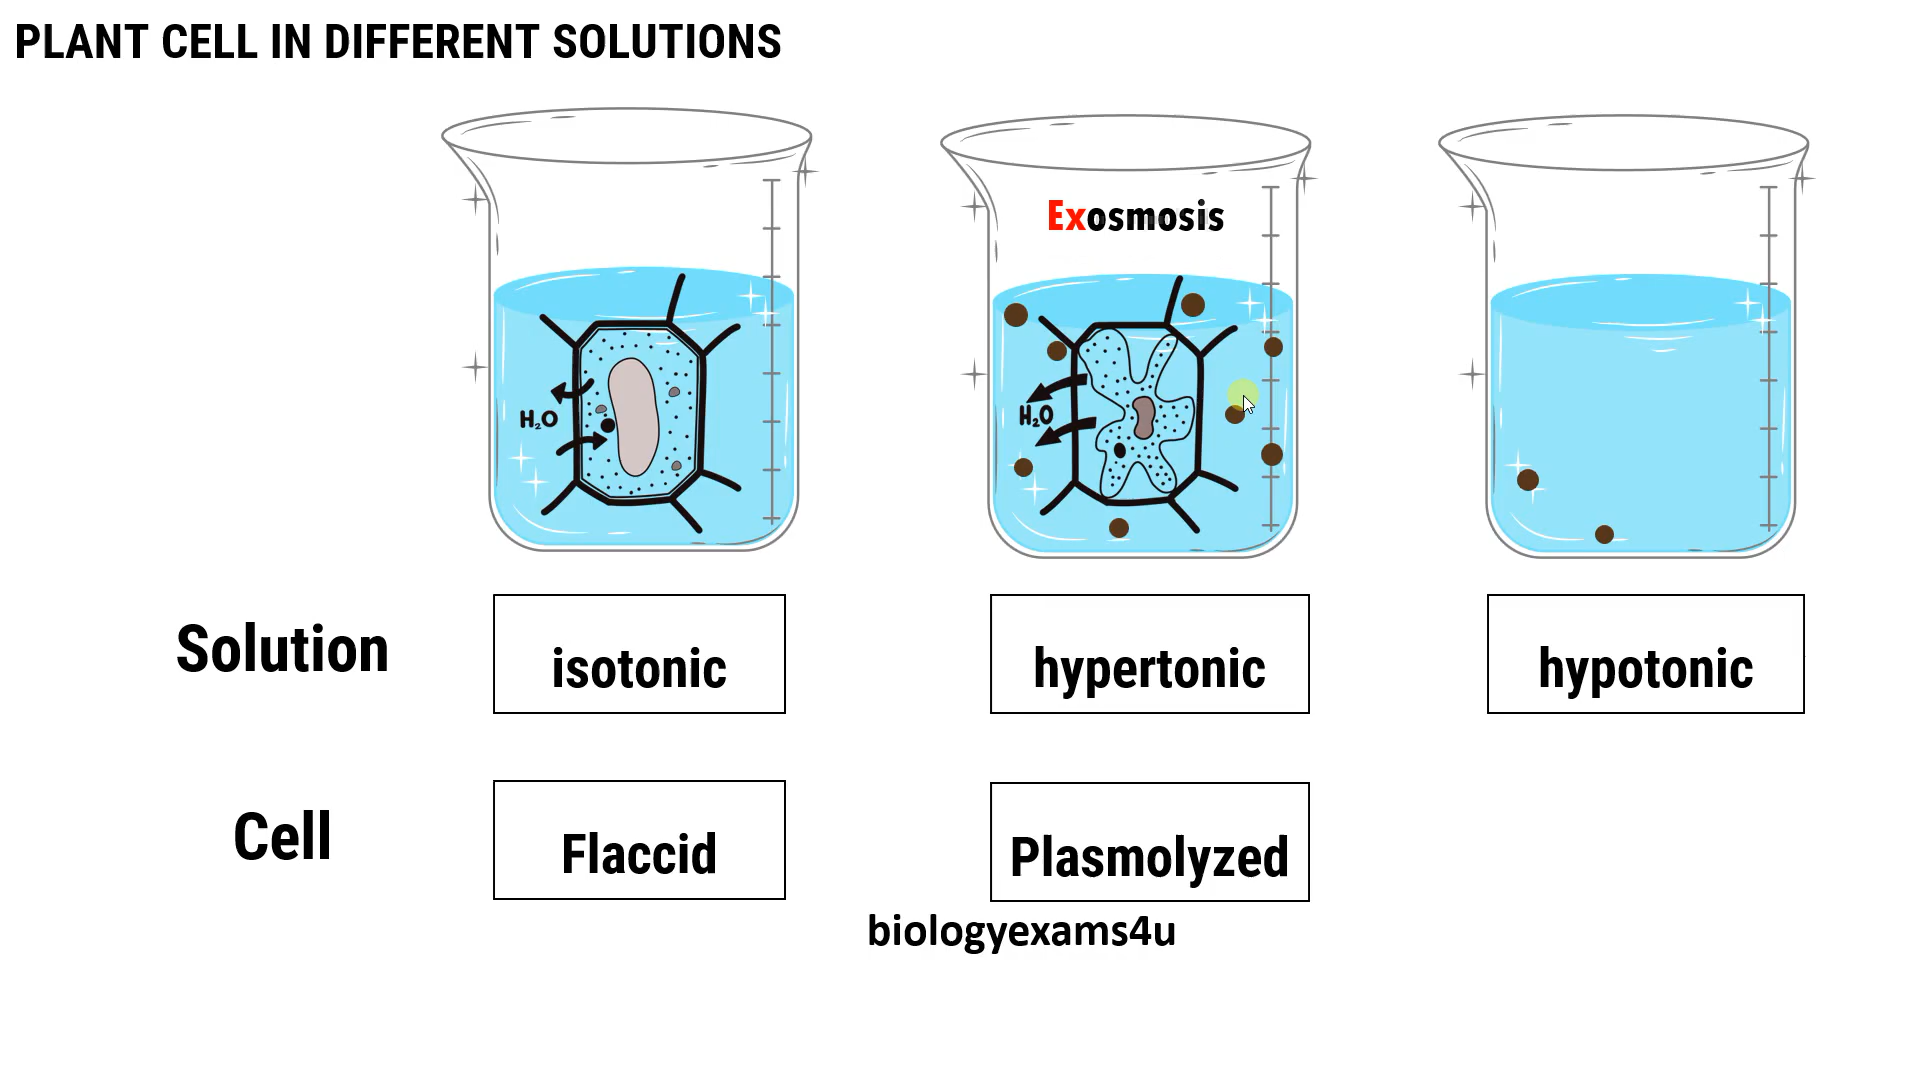 PLANT CELL IN DIFFERENT SOLUTIONS
Exosmosis
H₂O
H₂O
Solution
isotonic
hypertonic
hypotonic
Cell
Flaccid
Plasmolyzed
biologyexams4u